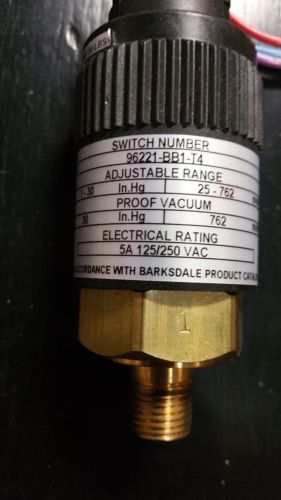 SWITCH NUMBER
96221-BB1-T4
ADJUSTABLE RANGE
1-30 In.Hg 25 - 762
PROOF VACUUM
30 In.Hg 762
ELECTRICAL RATING
5A 125/250 VAC
ACCORDANCE WITH BARKSDALE PRODUCT
1